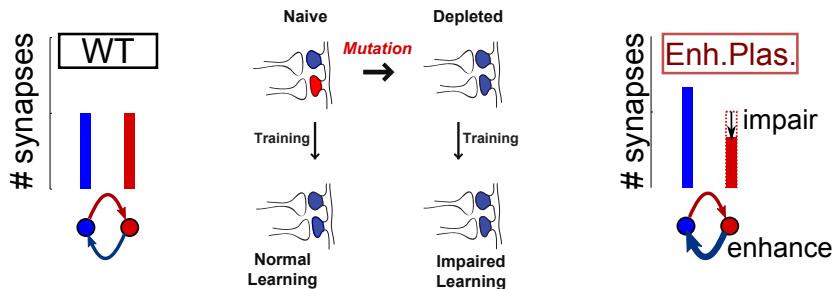 # synapses
WT
Naive
Mutation
Depleted
Training
Training
Normal
Learning
Impaired
Learning
# synapses
Enh.Plas.
impair
enhance